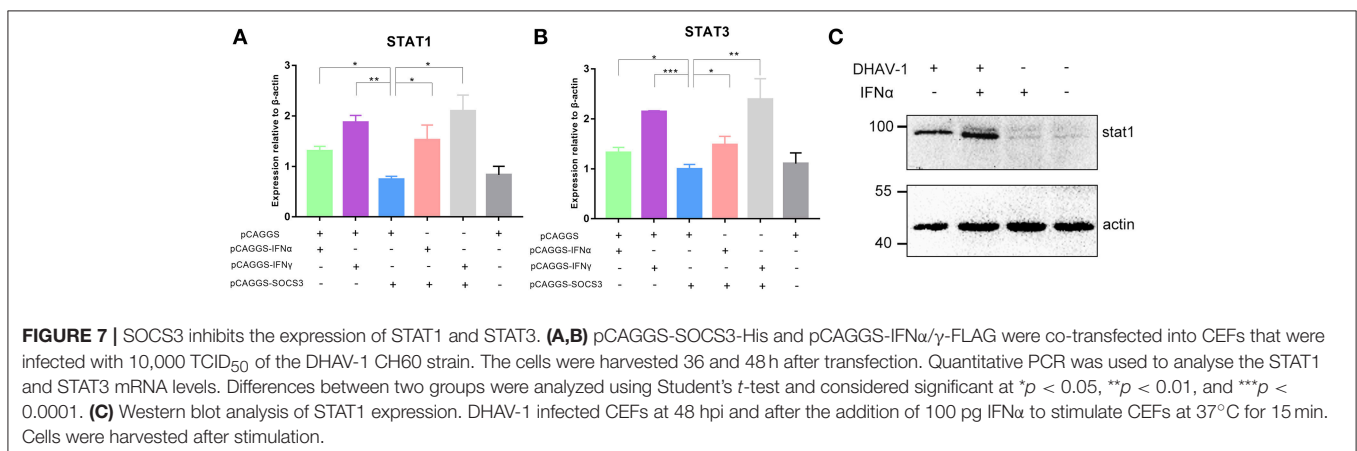 A
STAT1
Expression relative to β-actin
3
2
1
0
* *
** *
pCAGGS + + + - - +
pCAGGS-IFNα + - - + - -
pCAGGS-IFNγ - + - - + -
pCAGGS-SOCS3 - - + + + -
B
STAT3
Expression relative to β-actin
3
2
1
0
* **
*** *
pCAGGS + + + - - +
pCAGGS-IFNα + - - + - -
pCAGGS-IFNγ - + - - + -
pCAGGS-SOCS3 - - + + + -
C
DHAV-1 + + - -
IFNα - + + -
100 stat1
55
actin
40
FIGURE 7 | SOCS3 inhibits the expression of STAT1 and STAT3. (A,B) pCAGGS-SOCS3-His and pCAGGS-IFNα/γ-FLAG were co-transfected into CEFs that were
infected with 10,000 TCID50 of the DHAV-1 CH60 strain. The cells were harvested 36 and 48 h after transfection. Quantitative PCR was used to analyse the STAT1
and STAT3 mRNA levels. Differences between two groups were analyzed using Student's t-test and considered significant at *p < 0.05, **p < 0.01, and ***p <
0.0001. (C) Western blot analysis of STAT1 expression. DHAV-1 infected CEFs at 48 hpi and after the addition of 100 pg IFNα to stimulate CEFs at 37°C for 15 min.
Cells were harvested after stimulation.